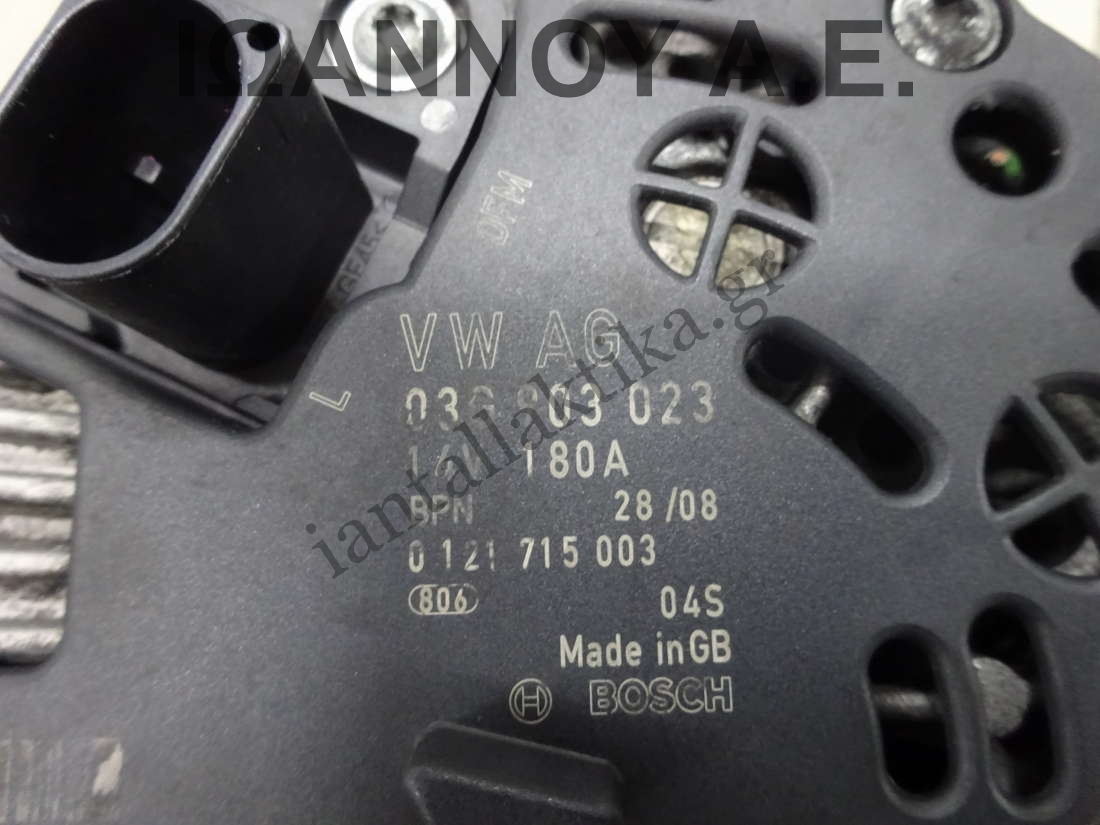 ΙΩΑΝΝΟΥ Α.Ε.
DFM
L
VW AG
03G 903 023
14V 180A
BPN 28/08
0 121 715 003
806 04S
Made in GB
BOSCH
iantallaktika.gr